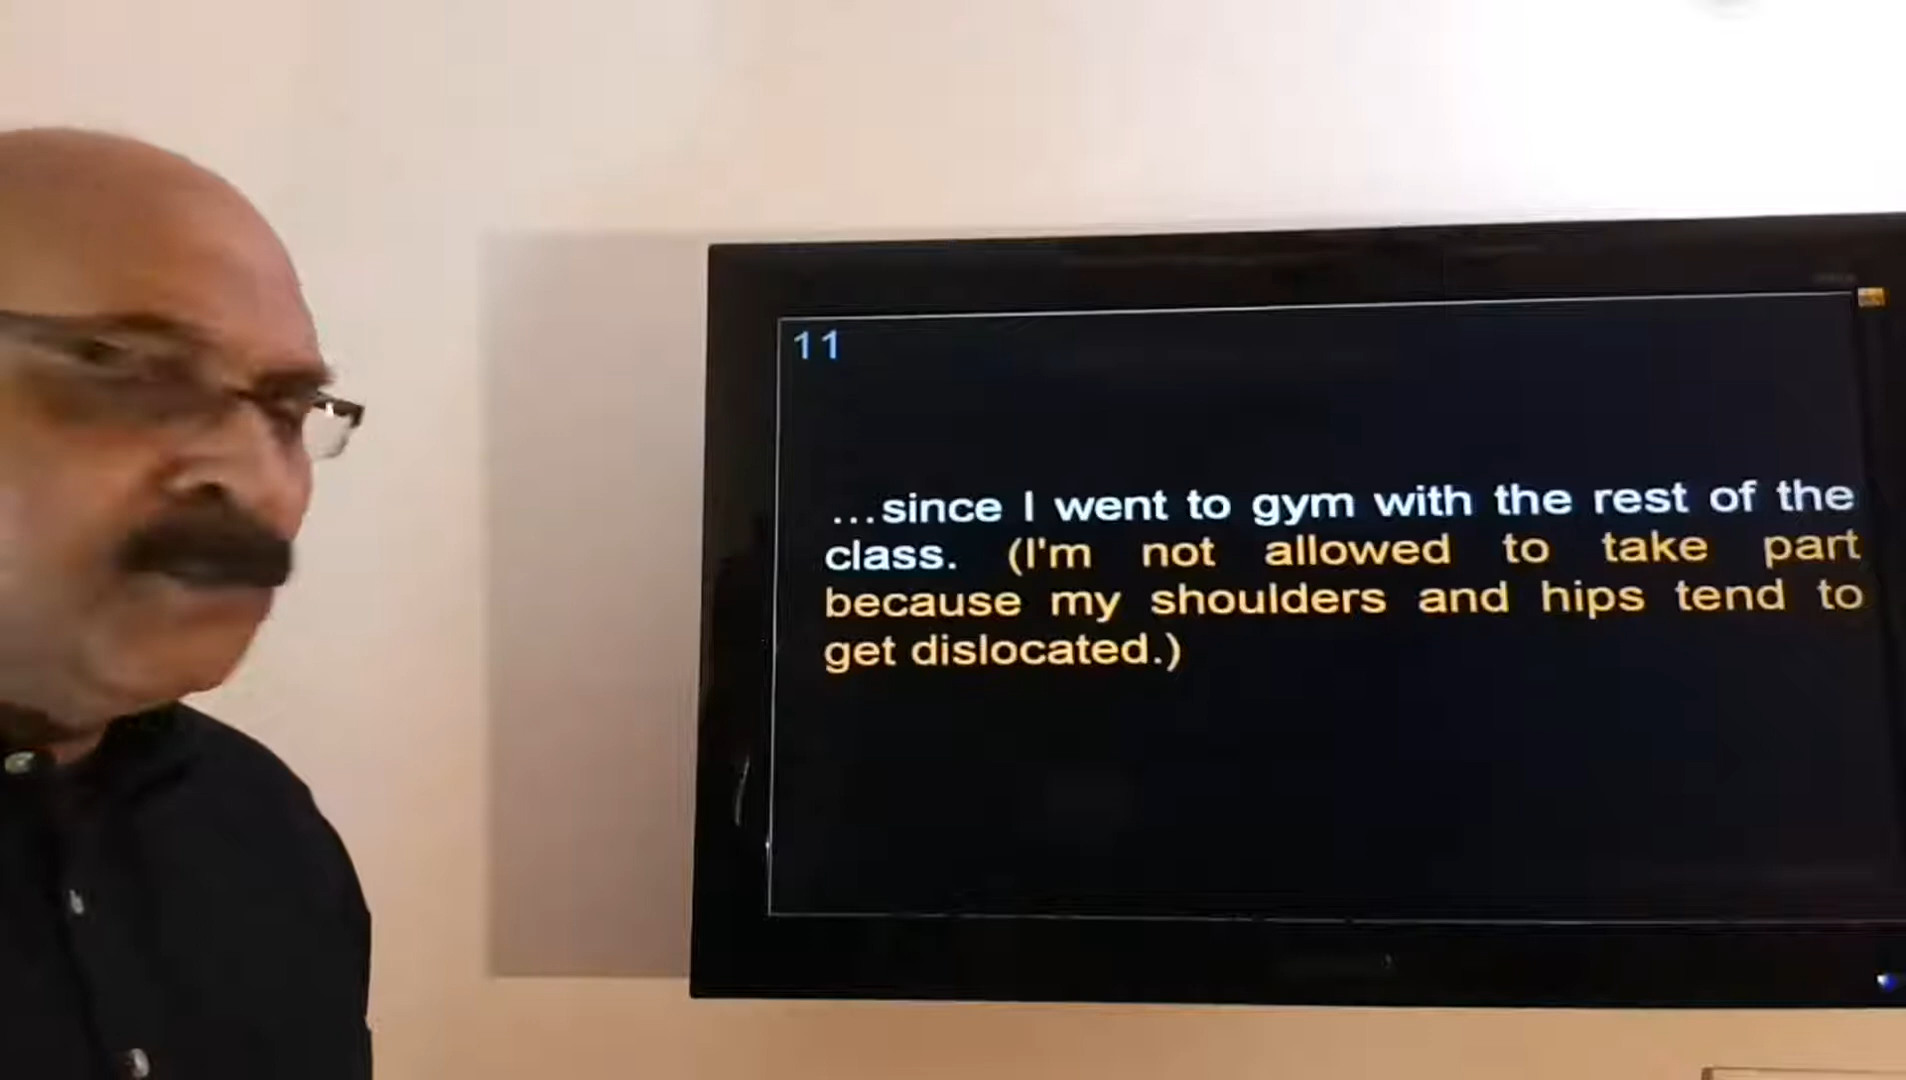 11
...since I went to gym with the rest of the
class. (I'm not allowed to take part
because my shoulders and hips tend to
get dislocated.)